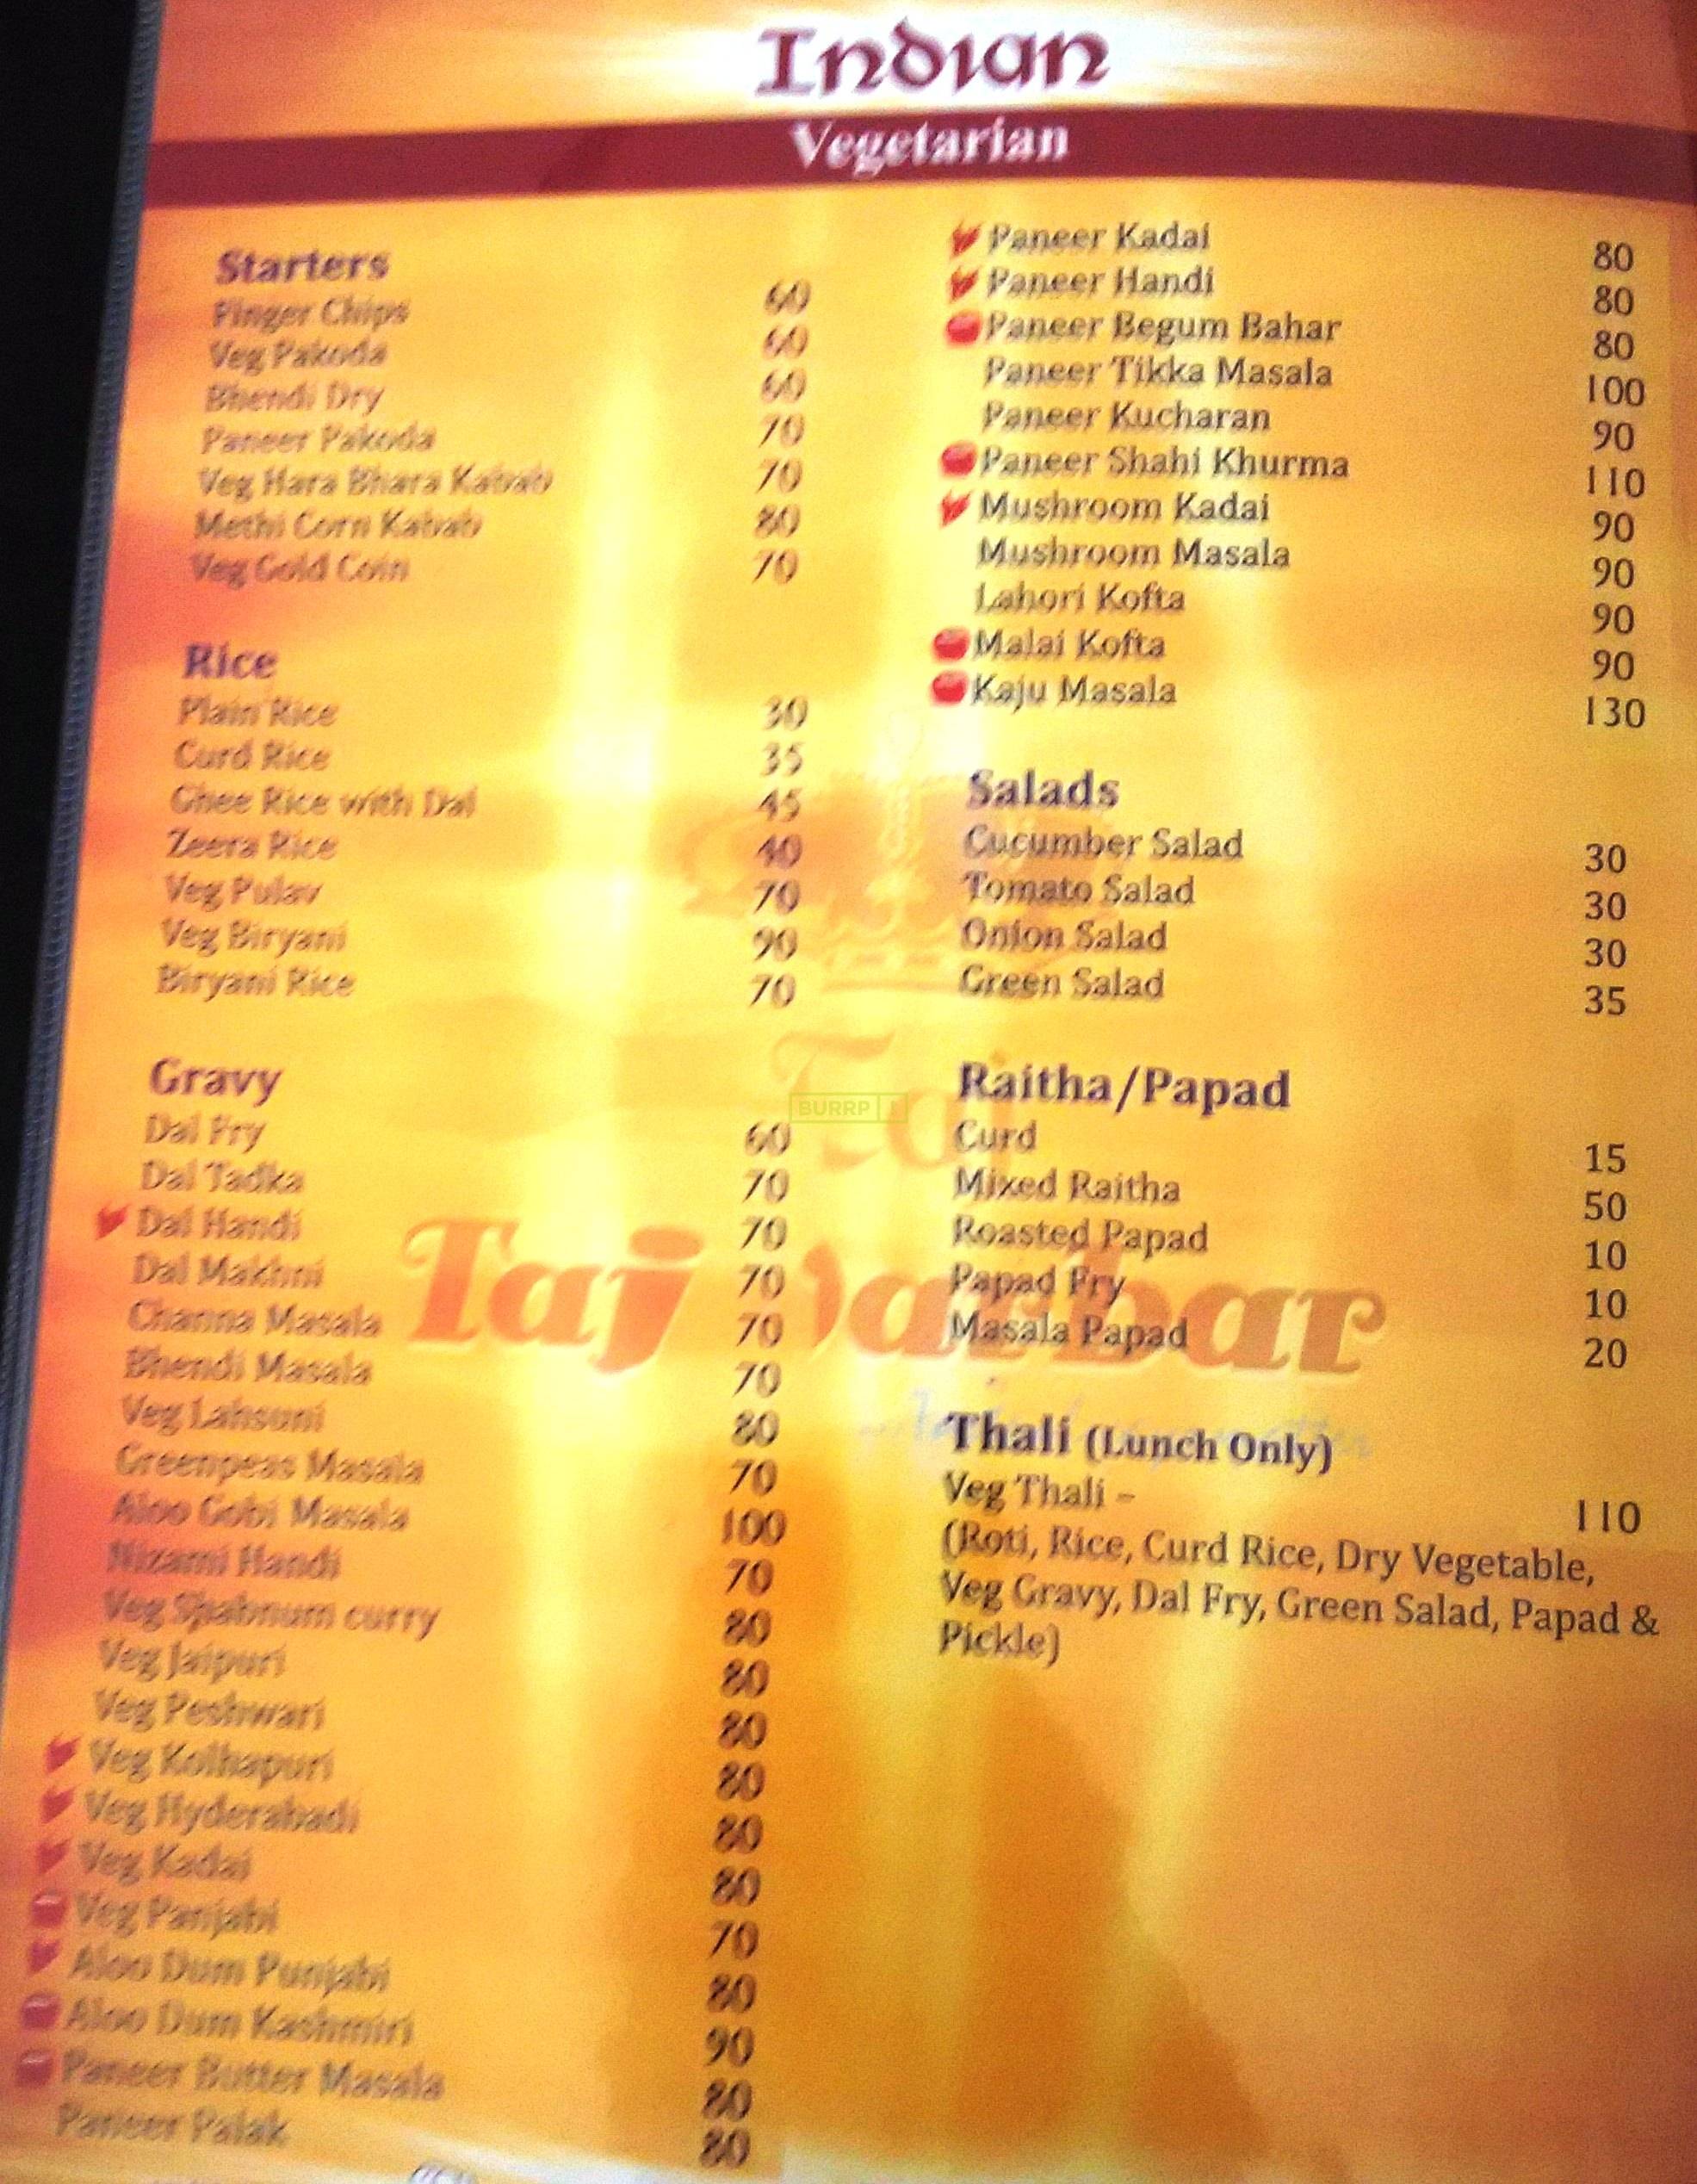 Indian
Vegetarian
Starters
Finger Chips 60
Veg Pakoda 60
Bhendi Dry 60
Paneer Pakoda 70
Veg Hara Bhara Kabab 70
Methi Corn Kabab 80
Veg Gold Coin 70
Rice
Plain Rice 30
Curd Rice 35
Ghee Rice with Dal 45
Zeera Rice 40
Veg Pulav 70
Veg Biryani 90
Biryani Rice 70
Gravy
Dal Fry 60
Dal Tadka 70
Dal Handi 70
Dal Makhni 70
Channa Masala 70
Bhendi Masala 70
Veg Lahsuni 80
Greenpeas Masala 70
Aloo Gobi Masala 100
Nizami Handi 70
Veg Shabnum curry 80
Veg Jaipuri 80
Veg Peshwari 80
Veg Kolhapuri 80
Veg Hyderabadi 80
Veg Kadai 80
Veg Panjabi 70
Aloo Dum Punjabi 80
Aloo Dum Kashmiri 90
Paneer Butter Masala 80
Paneer Palak 80
Paneer Kadai 80
Paneer Handi 80
Paneer Begum Bahar 80
Paneer Tikka Masala 100
Paneer Kucharan 90
Paneer Shahi Khurma 110
Mushroom Kadai 90
Mushroom Masala 90
Lahori Kofta 90
Malai Kofta 90
Kaju Masala 130
Salads
Cucumber Salad 30
Tomato Salad 30
Onion Salad 30
Green Salad 35
Raitha/Papad
Curd 15
Mixed Raitha 50
Roasted Papad 10
Papad Fry 10
Masala Papad 20
Thali (Lunch Only)
Veg Thali – 110
(Roti, Rice, Curd Rice, Dry Vegetable,
Veg Gravy, Dal Fry, Green Salad, Papad &
Pickle)
Taj
BURRP